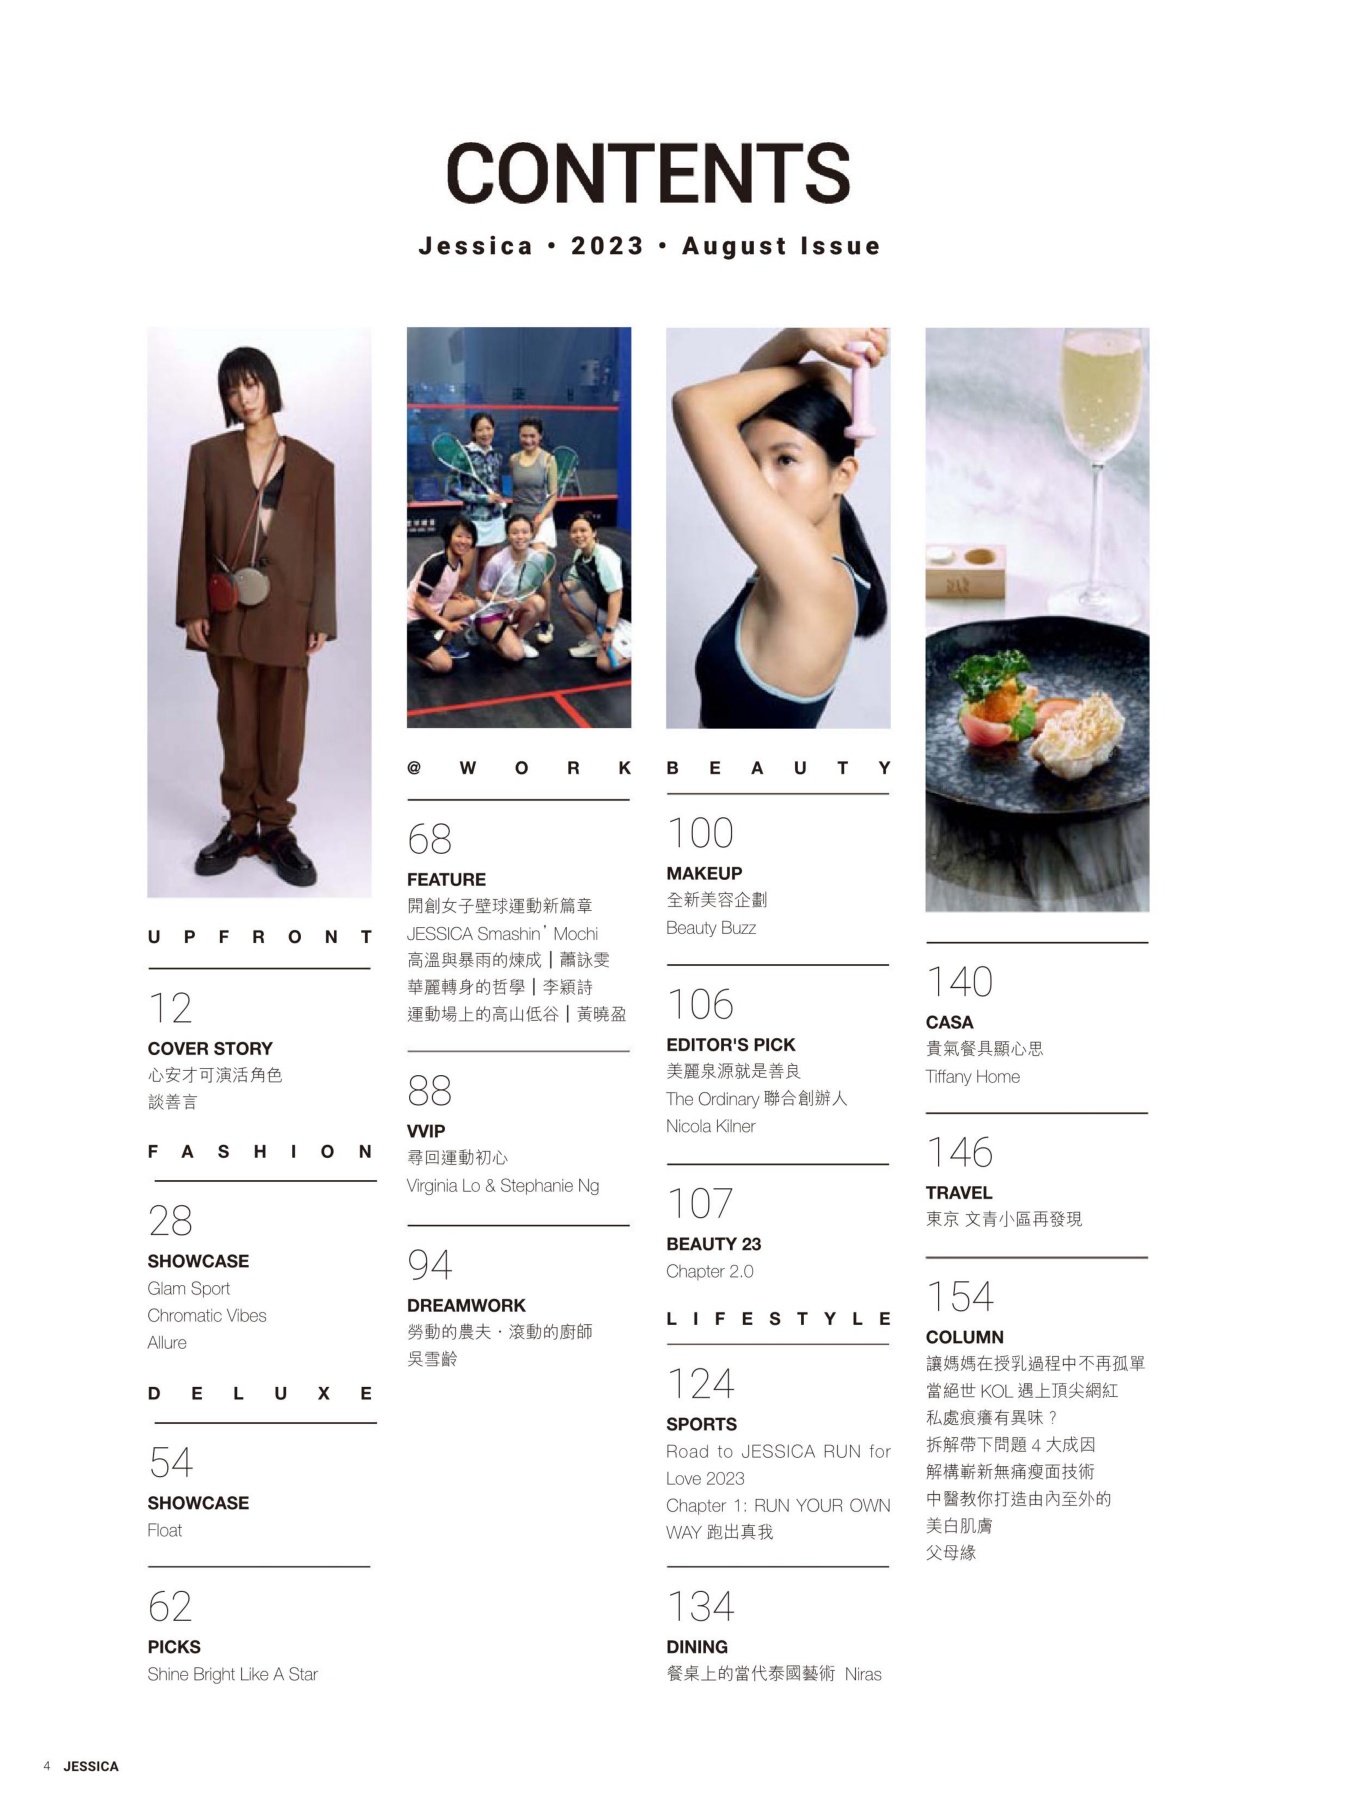 CONTENTS
Jessica • 2023 • August Issue
UPFRONT
12
COVER STORY
心安才可演活角色
談善言
FASHION
28
SHOWCASE
Glam Sport
Chromatic Vibes
Allure
DELUXE
54
SHOWCASE
Float
62
PICKS
Shine Bright Like A Star
@WORK
68
FEATURE
開創女子壁球運動新篇章
JESSICA Smashin' Mochi
高溫與暴雨的煉成｜蕭詠雯
華麗轉身的哲學｜李穎詩
運動場上的高山低谷｜黃曉盈
88
VVIP
尋回運動初心
Virginia Lo & Stephanie Ng
94
DREAMWORK
勞動的農夫．滾動的廚師
吳雪齡
BEAUTY
100
MAKEUP
全新美容企劃
Beauty Buzz
106
EDITOR'S PICK
美麗泉源就是善良
The Ordinary 聯合創辦人
Nicola Kilner
107
BEAUTY 23
Chapter 2.0
LIFESTYLE
124
SPORTS
Road to JESSICA RUN for
Love 2023
Chapter 1: RUN YOUR OWN
WAY 跑出真我
134
DINING
餐桌上的當代泰國藝術 Niras
140
CASA
貴氣餐具顯心思
Tiffany Home
146
TRAVEL
東京 文青小區再發現
154
COLUMN
讓媽媽在授乳過程中不再孤單
當絕世 KOL 遇上頂尖網紅
私處痕癢有異味？
拆解帶下問題 4 大成因
解構嶄新無痛瘦面技術
中醫教你打造由內至外的
美白肌膚
父母緣
4 JESSICA